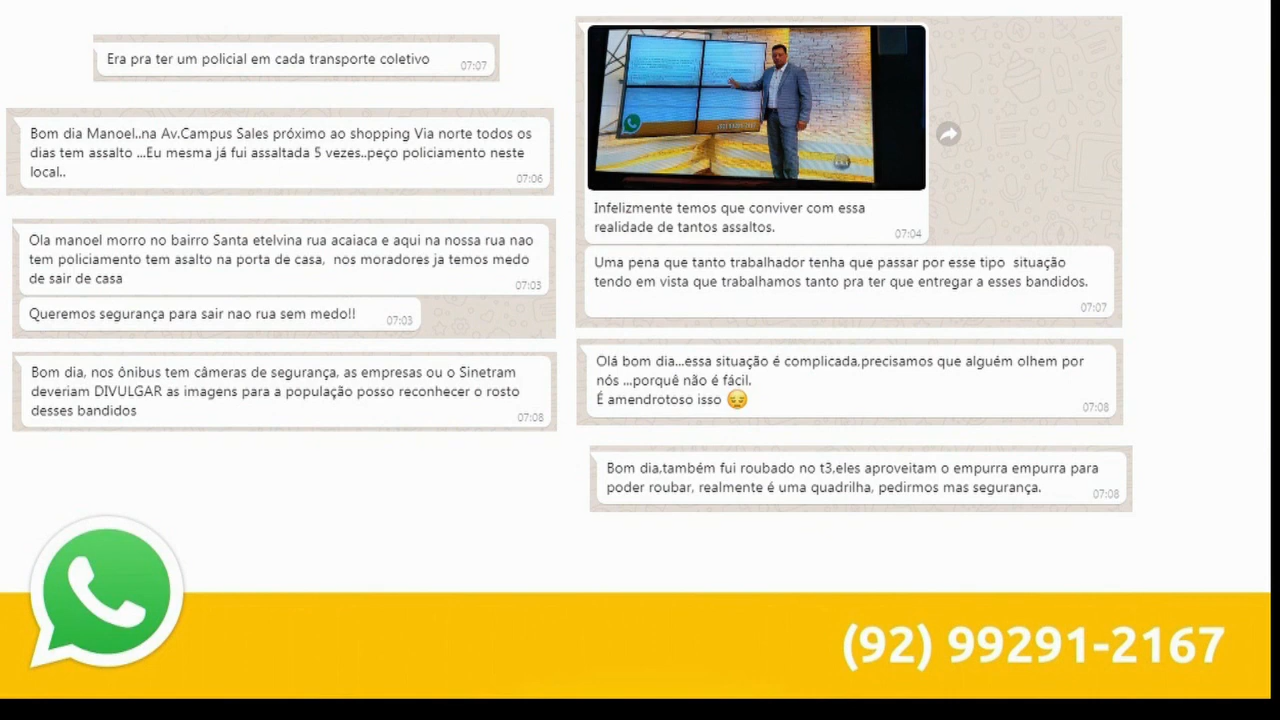 Era pra ter um policial em cada transporte coletivo
07:07
Bom dia Manoel..na Av.Campus Sales próximo ao shopping Via norte todos os
dias tem assalto ...Eu mesma já fui assaltada 5 vezes..peço policiamento neste
local..
07:06
Ola manoel morro no bairro Santa etelvina rua acaiaca e aqui na nossa rua nao
tem policiamento tem asalto na porta de casa, nos moradores ja temos medo
de sair de casa
07:03
Queremos segurança para sair nao rua sem medo!!
07:03
Bom dia, nos ônibus tem câmeras de segurança, as empresas ou o Sinetram
deveriam DIVULGAR as imagens para a população posso reconhecer o rosto
desses bandidos
07:08
Infelizmente temos que conviver com essa
realidade de tantos assaltos.
07:04
Uma pena que tanto trabalhador tenha que passar por esse tipo situação
tendo em vista que trabalhamos tanto pra ter que entregar a esses bandidos.
07:07
Olá bom dia...essa situação é complicada,precisamos que alguém olhem por
nós ...porquê não é fácil.
É amendrotoso isso 😔
07:08
Bom dia,também fui roubado no t3,eles aproveitam o empurra empurra para
poder roubar, realmente é uma quadrilha, pedirmos mas segurança.
07:08
(92) 99291-2167